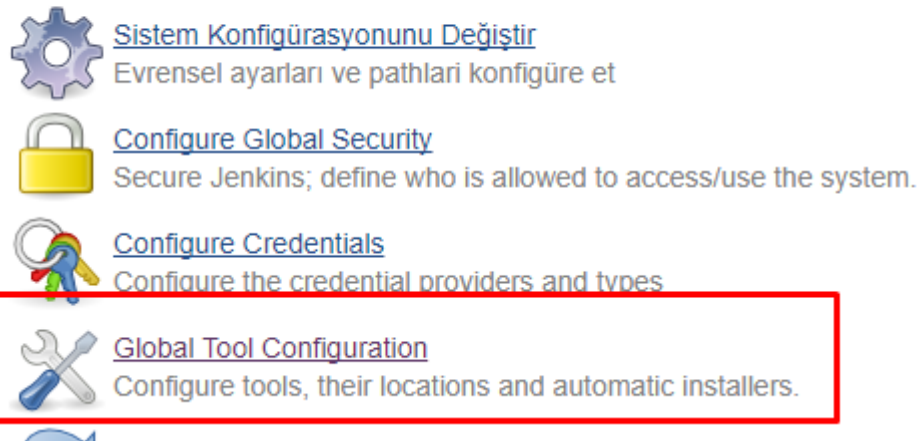 Sistem Konfigürasyonunu Değiştir
Evrensel ayarları ve pathlari konfigüre et
Configure Global Security
Secure Jenkins; define who is allowed to access/use the system.
Configure Credentials
Configure the credential providers and types
Global Tool Configuration
Configure tools, their locations and automatic installers.